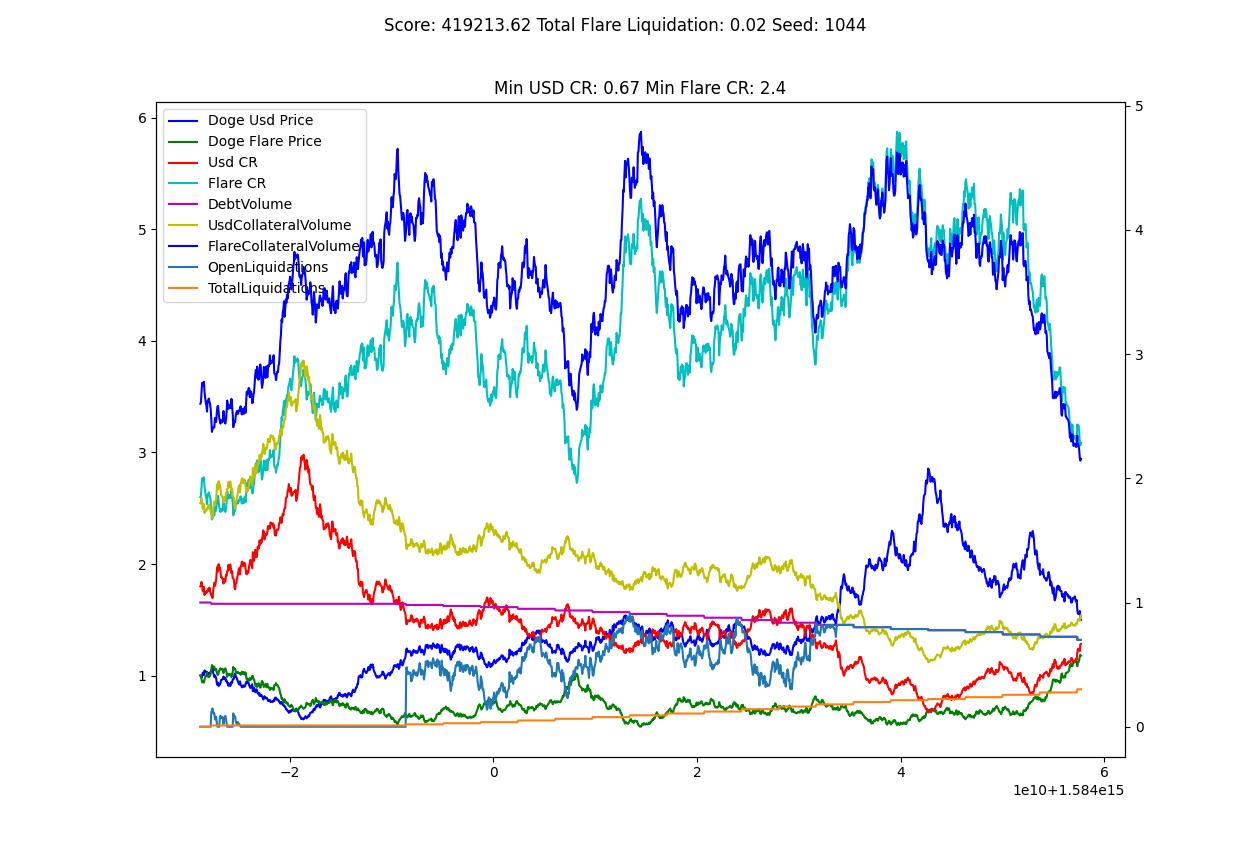 Score: 419213.62 Total Flare Liquidation: 0.02 Seed: 1044
Min USD CR: 0.67 Min Flare CR: 2.4
Doge Usd Price
Doge Flare Price
Usd CR
Flare CR
DebtVolume
UsdCollateralVolume
FlareCollateralVolume
OpenLiquidations
TotalLiquidations
6
5
4
3
2
1
5
4
3
2
1
0
−2
0
2
4
6
1e10+1.584e15